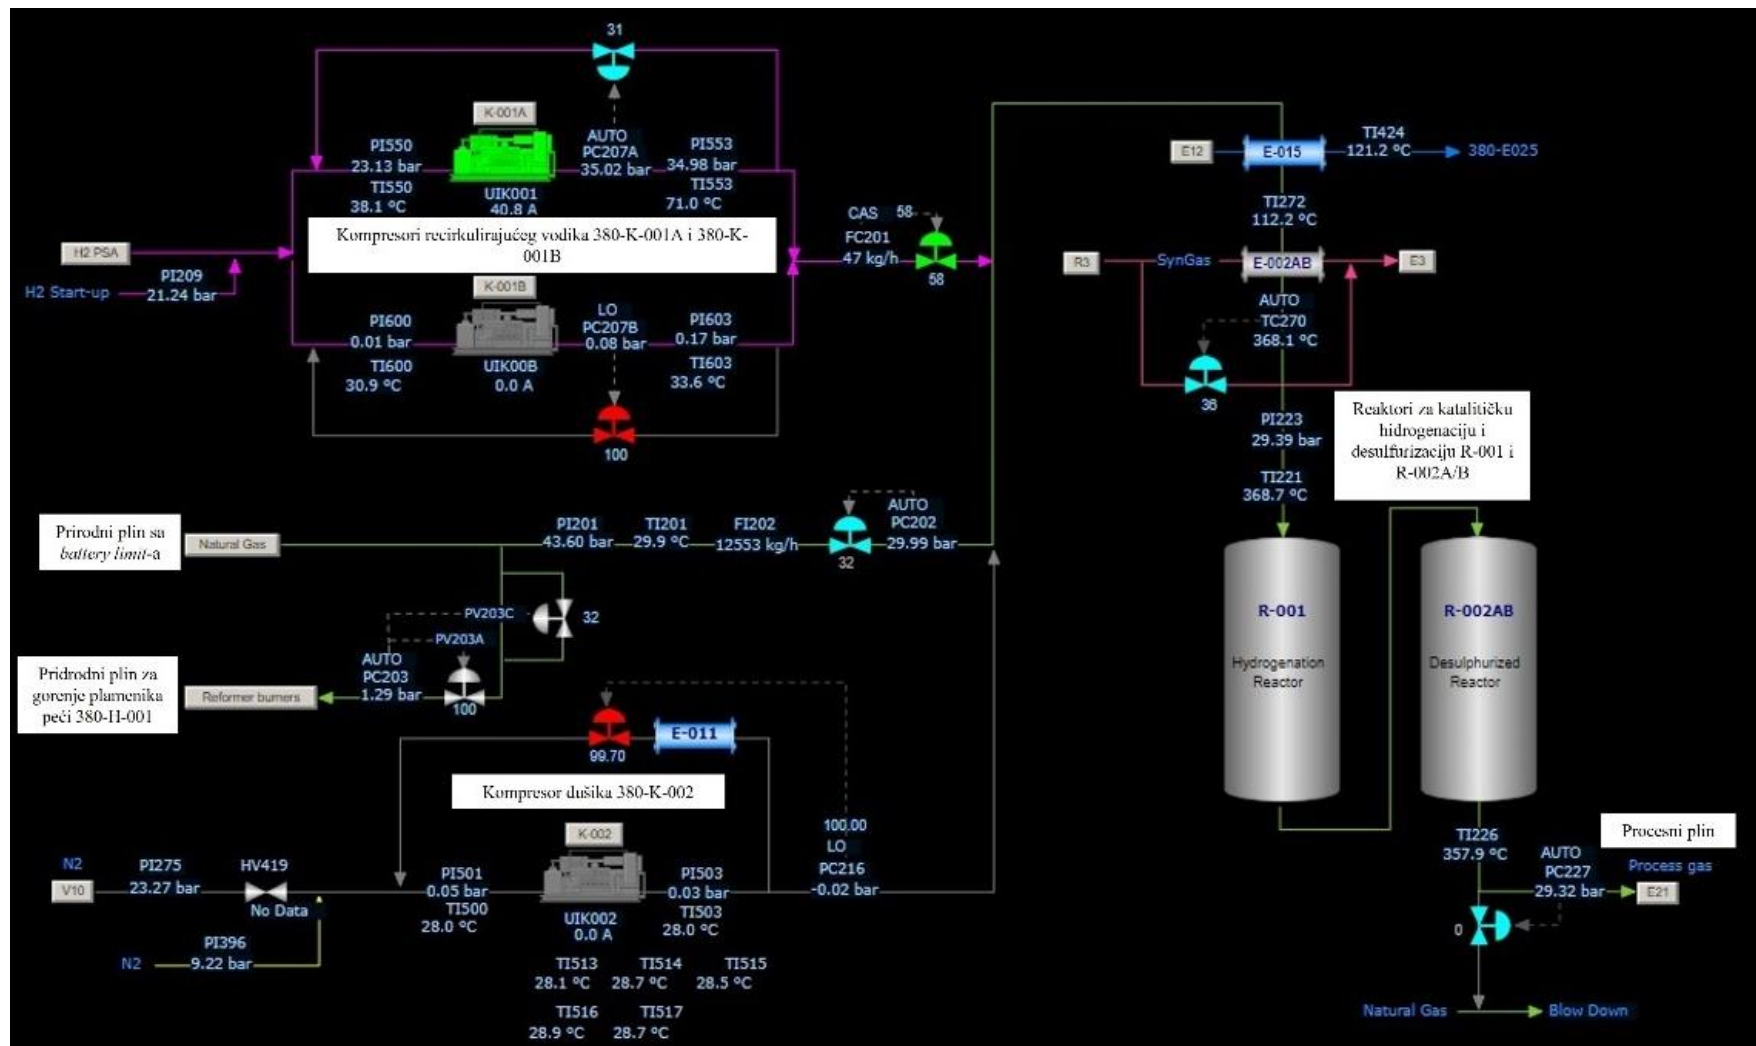 31
K-001A
PI550
23.13 bar
TI550
38.1 °C
UIK001
40.8 A
AUTO
PC207A
35.02 bar
PI553
34.98 bar
TI553
71.0 °C
Kompresori recirkulirajućeg vodika 380-K-001A i 380-K-
001B
H2 PSA
H2 Start-up
PI209
21.24 bar
K-001B
PI600
0.01 bar
TI600
30.9 °C
UIK00B
0.0 A
LO
PC207B
0.08 bar
PI603
0.17 bar
TI603
33.6 °C
100
CAS 58
FC201
47 kg/h
58
E12
E-015
TI424
121.2 °C
380-E025
TI272
112.2 °C
R3
SynGas
E-002AB
E3
AUTO
TC270
368.1 °C
36
PI223
29.39 bar
TI221
368.7 °C
Reaktori za katalitičku
hidrogenaciju i
desulfurizaciju R-001 i
R-002A/B
Prirodni plin sa
battery limit-a
Natural Gas
PI201
43.60 bar
TI201
29.9 °C
FI202
12553 kg/h
32
AUTO
PC202
29.99 bar
PV203C
32
PV203A
100
AUTO
PC203
1.29 bar
Reformer burners
Pridrodni plin za
gorenje plamenika
peći 380-H-001
R-001
Hydrogenation
Reactor
R-002AB
Desulphurized
Reactor
99.70
E-011
Kompresor dušika 380-K-002
K-002
N2
V10
PI275
23.27 bar
HV419
No Data
N2
PI396
9.22 bar
PI501
0.05 bar
TI500
28.0 °C
UIK002
0.0 A
PI503
0.03 bar
TI503
28.0 °C
100.00
LO
PC216
-0.02 bar
TI513
28.1 °C
TI514
28.7 °C
TI515
28.5 °C
TI516
28.9 °C
TI517
28.7 °C
TI226
357.9 °C
Procesni plin
Process gas
AUTO
PC227
29.32 bar
E21
0
Natural Gas
Blow Down